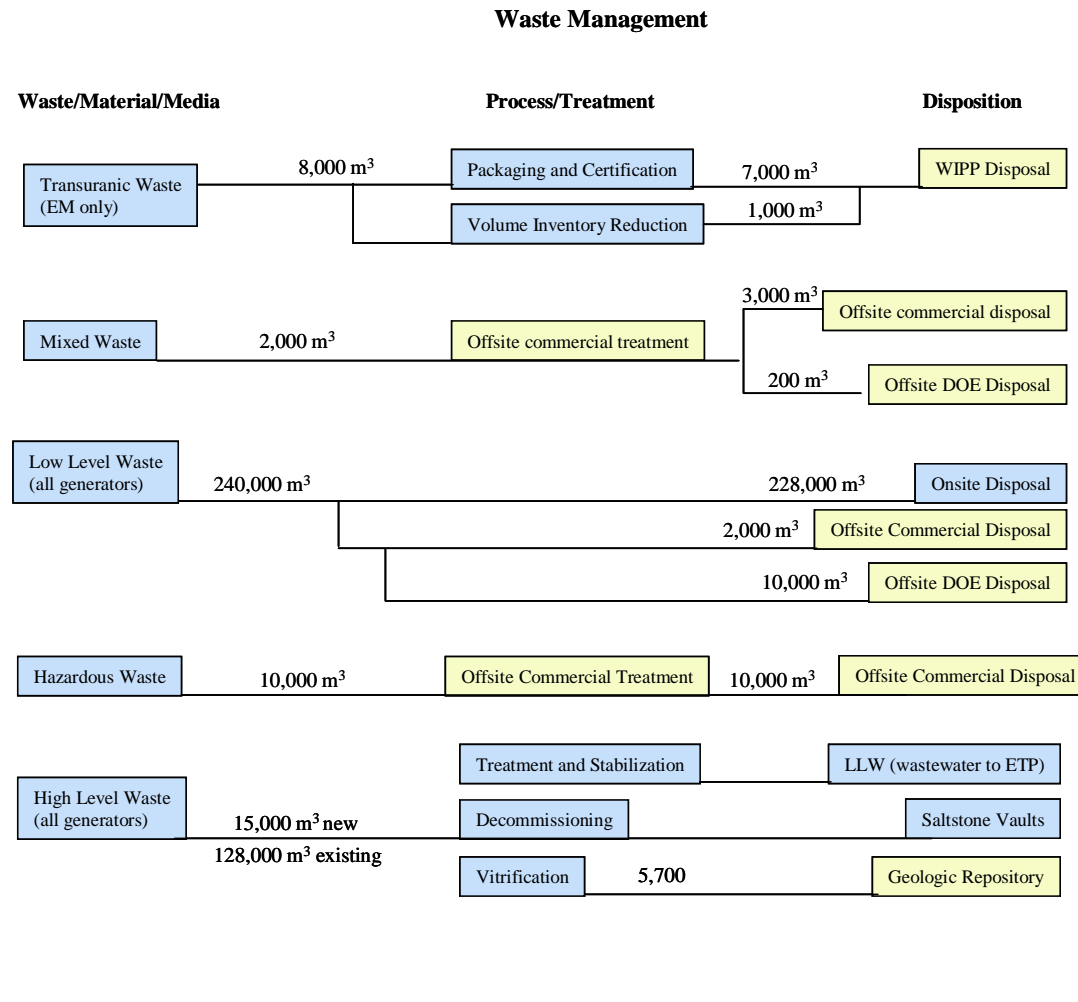 Waste Management
Waste/Material/Media
Process/Treatment
Disposition
Transuranic Waste
(EM only)
8,000 m³
Packaging and Certification
7,000 m³
WIPP Disposal
Volume Inventory Reduction
1,000 m³
Mixed Waste
2,000 m³
Offsite commercial treatment
3,000 m³
Offsite commercial disposal
200 m³
Offsite DOE Disposal
Low Level Waste
(all generators)
240,000 m³
228,000 m³
Onsite Disposal
2,000 m³
Offsite Commercial Disposal
10,000 m³
Offsite DOE Disposal
Hazardous Waste
10,000 m³
Offsite Commercial Treatment
10,000 m³
Offsite Commercial Disposal
High Level Waste
(all generators)
15,000 m³ new
128,000 m³ existing
Treatment and Stabilization
LLW (wastewater to ETP)
Decommissioning
Saltstone Vaults
Vitrification
5,700
Geologic Repository